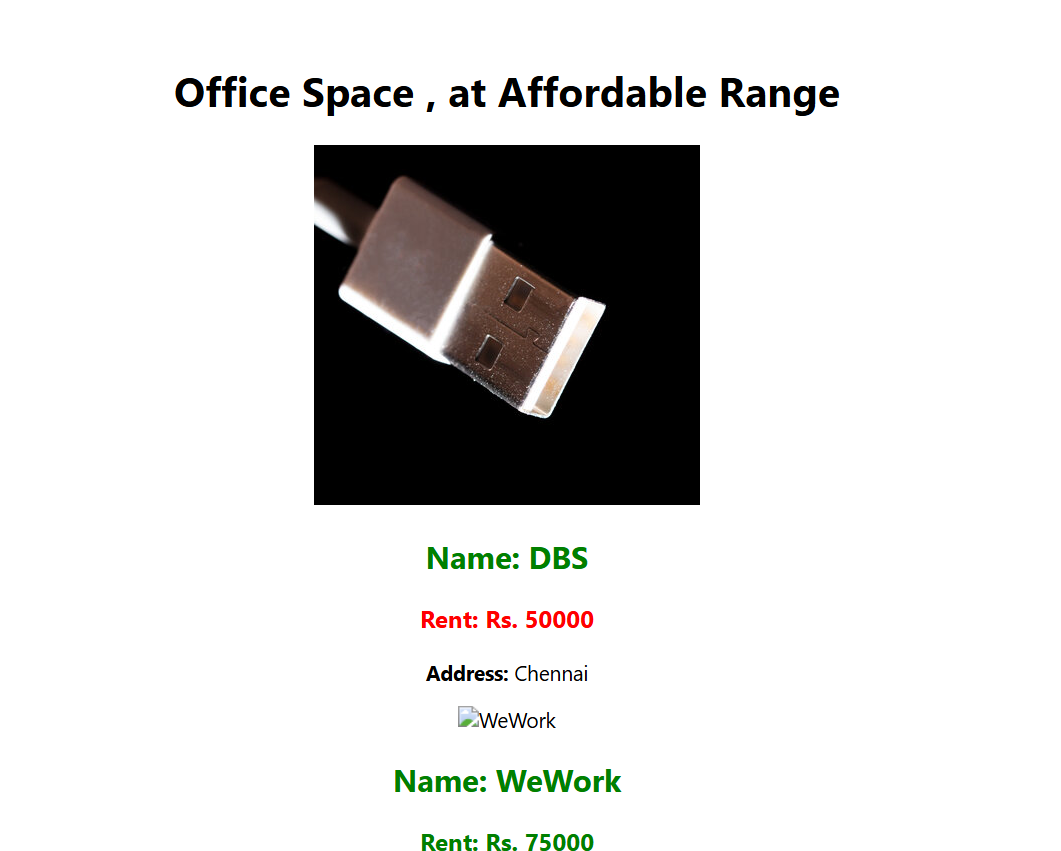 Office Space , at Affordable Range
Name: DBS
Rent: Rs. 50000
Address: Chennai
WeWork
Name: WeWork
Rent: Rs. 75000